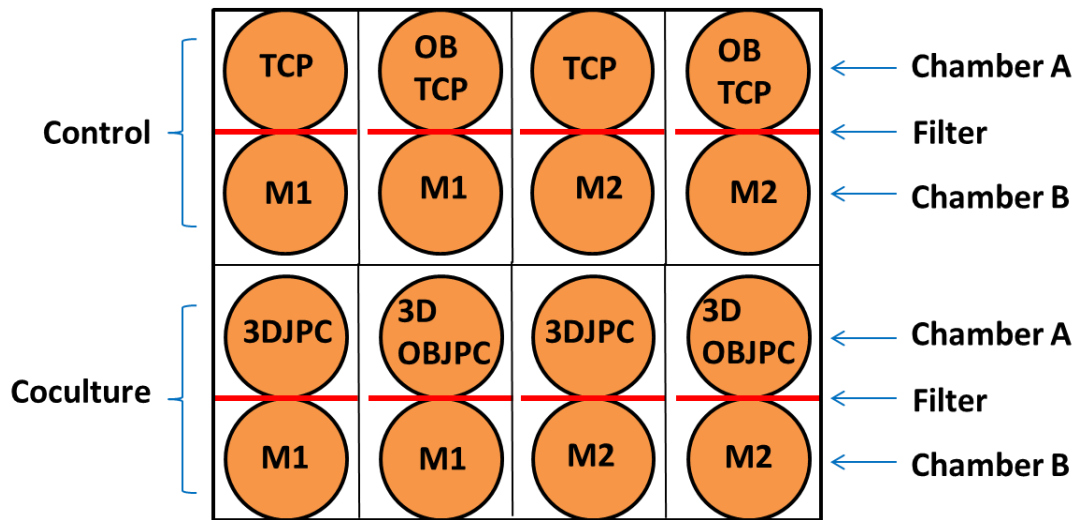 TCP
OB
TCP
TCP
OB
TCP
Chamber A
Control
Filter
M1
M1
M2
M2
Chamber B
3DJPC
3D
OBJPC
3DJPC
3D
OBJPC
Chamber A
Coculture
Filter
M1
M1
M2
M2
Chamber B